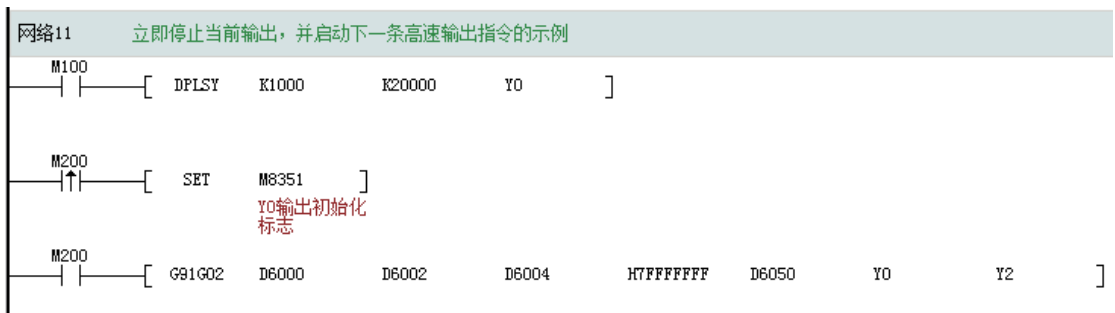 网络11 立即停止当前输出，并启动下一条高速输出指令的示例
M100
[ DPLSY K1000 K20000 Y0 ]
M200
[ SET M8351 ]
Y0输出初始化
标志
M200
[ G91G02 D6000 D6002 D6004 H7FFFFFFF D6050 Y0 Y2 ]